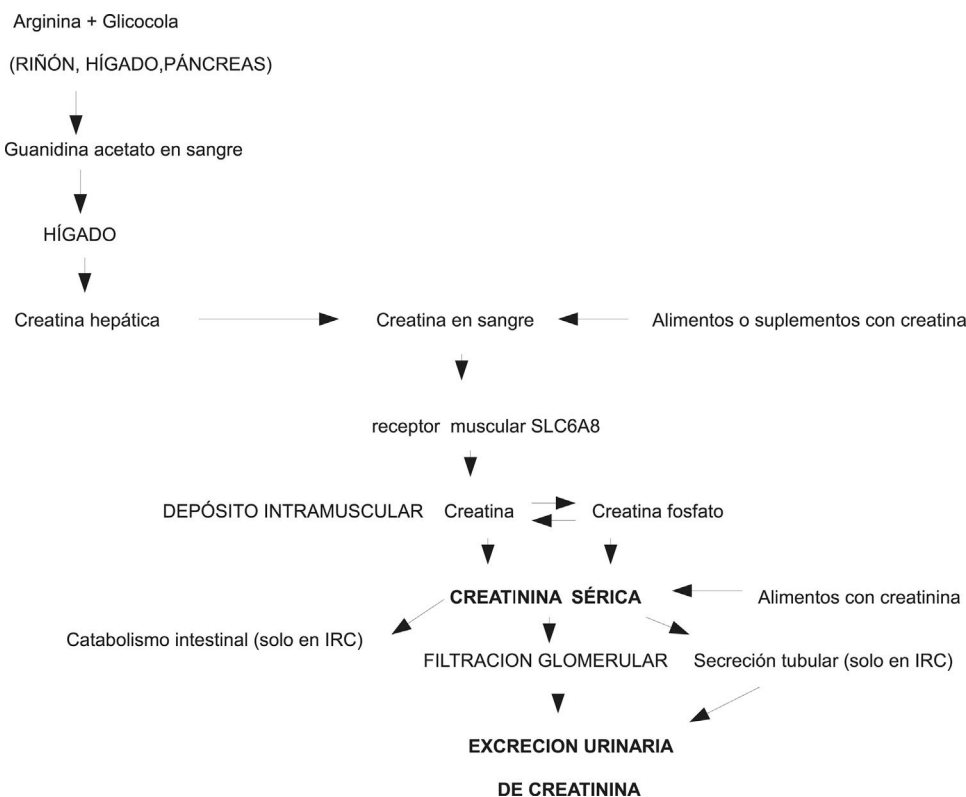 Arginina + Glicocola
(RIÑÓN, HÍGADO,PÁNCREAS)
Guanidina acetato en sangre
HÍGADO
Creatina hepática
Creatina en sangre
Alimentos o suplementos con creatina
receptor muscular SLC6A8
DEPÓSITO INTRAMUSCULAR
Creatina
Creatina fosfato
CREATININA SÉRICA
Alimentos con creatinina
Catabolismo intestinal (solo en IRC)
FILTRACION GLOMERULAR
Secreción tubular (solo en IRC)
EXCRECION URINARIA
DE CREATININA